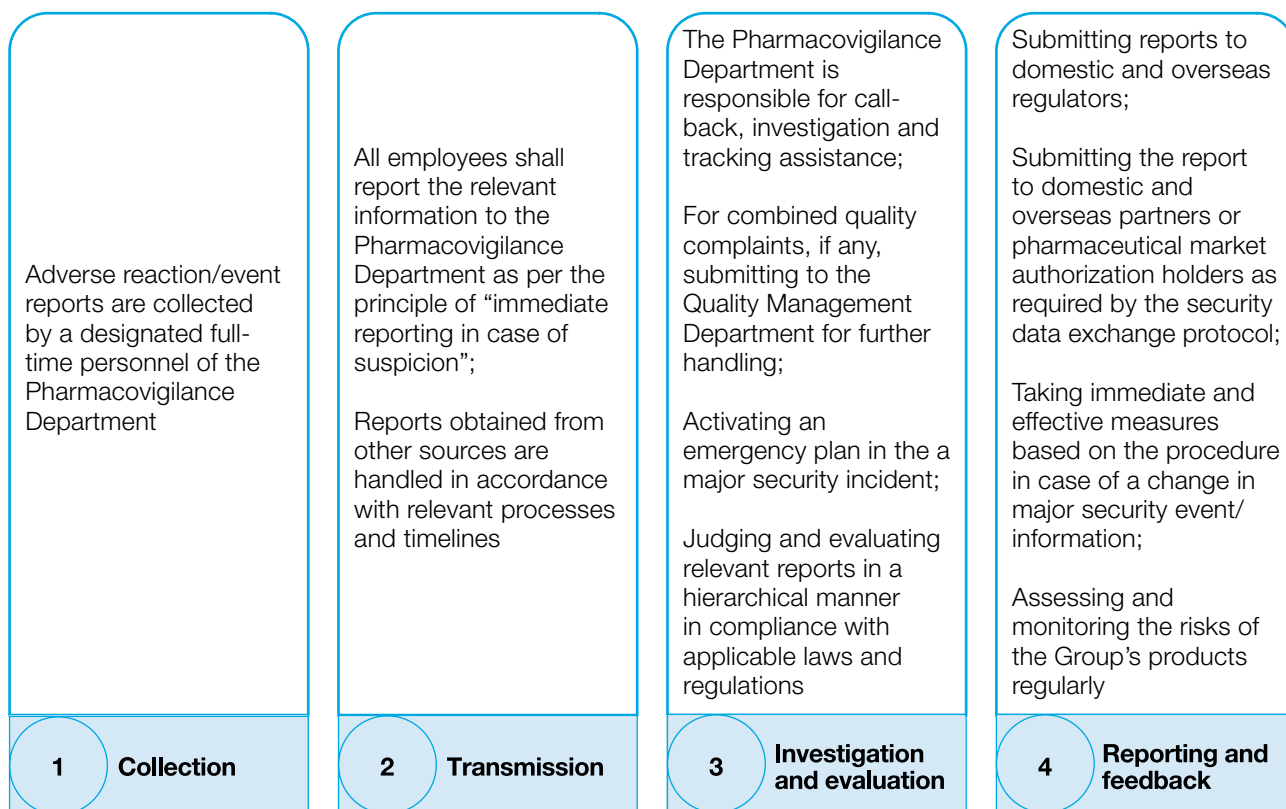 Adverse reaction/event
reports are collected
by a designated full-
time personnel of the
Pharmacovigilance
Department
1
Collection
All employees shall
report the relevant
information to the
Pharmacovigilance
Department as per the
principle of “immediate
reporting in case of
suspicion”;
Reports obtained from
other sources are
handled in accordance
with relevant processes
and timelines
2
Transmission
The Pharmacovigilance
Department is
responsible for call-
back, investigation and
tracking assistance;
For combined quality
complaints, if any,
submitting to the
Quality Management
Department for further
handling;
Activating an
emergency plan in the a
major security incident;
Judging and evaluating
relevant reports in a
hierarchical manner
in compliance with
applicable laws and
regulations
3
Investigation
and evaluation
Submitting reports to
domestic and overseas
regulators;
Submitting the report
to domestic and
overseas partners or
pharmaceutical market
authorization holders as
required by the security
data exchange protocol;
Taking immediate and
effective measures
based on the procedure
in case of a change in
major security event/
information;
Assessing and
monitoring the risks of
the Group’s products
regularly
4
Reporting and
feedback